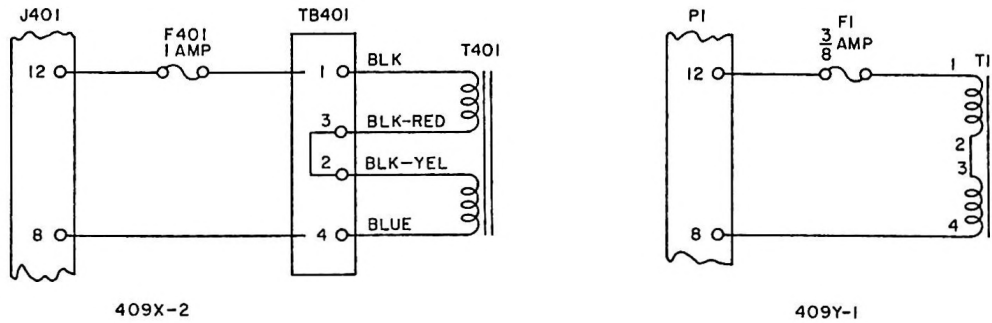 J401
TB401
F401
1 AMP
T401
12
1
BLK
3
BLK-RED
2
BLK-YEL
8
4
BLUE
409X-2
P1
F1
3/8 AMP
T1
12
1
2
3
8
4
409Y-1